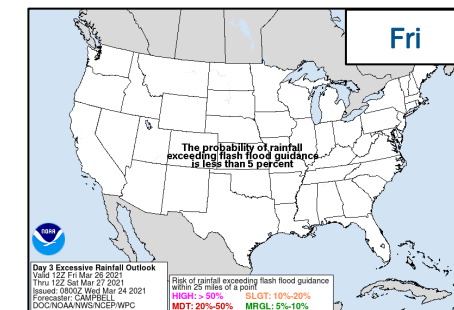 Fri
The probability of rainfall
exceeding flash flood guidance
is less than 5 percent
NOAA
Day 3 Excessive Rainfall Outlook
Valid 12Z Fri Mar 26 2021
Thru 12Z Sat Mar 27 2021
Issued: 0800Z Wed Mar 24 2021
Forecaster: CAMPBELL
DOC/NOAA/NWS/NCEP/WPC
Risk of rainfall exceeding flash flood guidance
within 25 miles of a point
HIGH: > 50% SLGT: 10%-20%
MDT: 20%-50% MRGL: 5%-10%